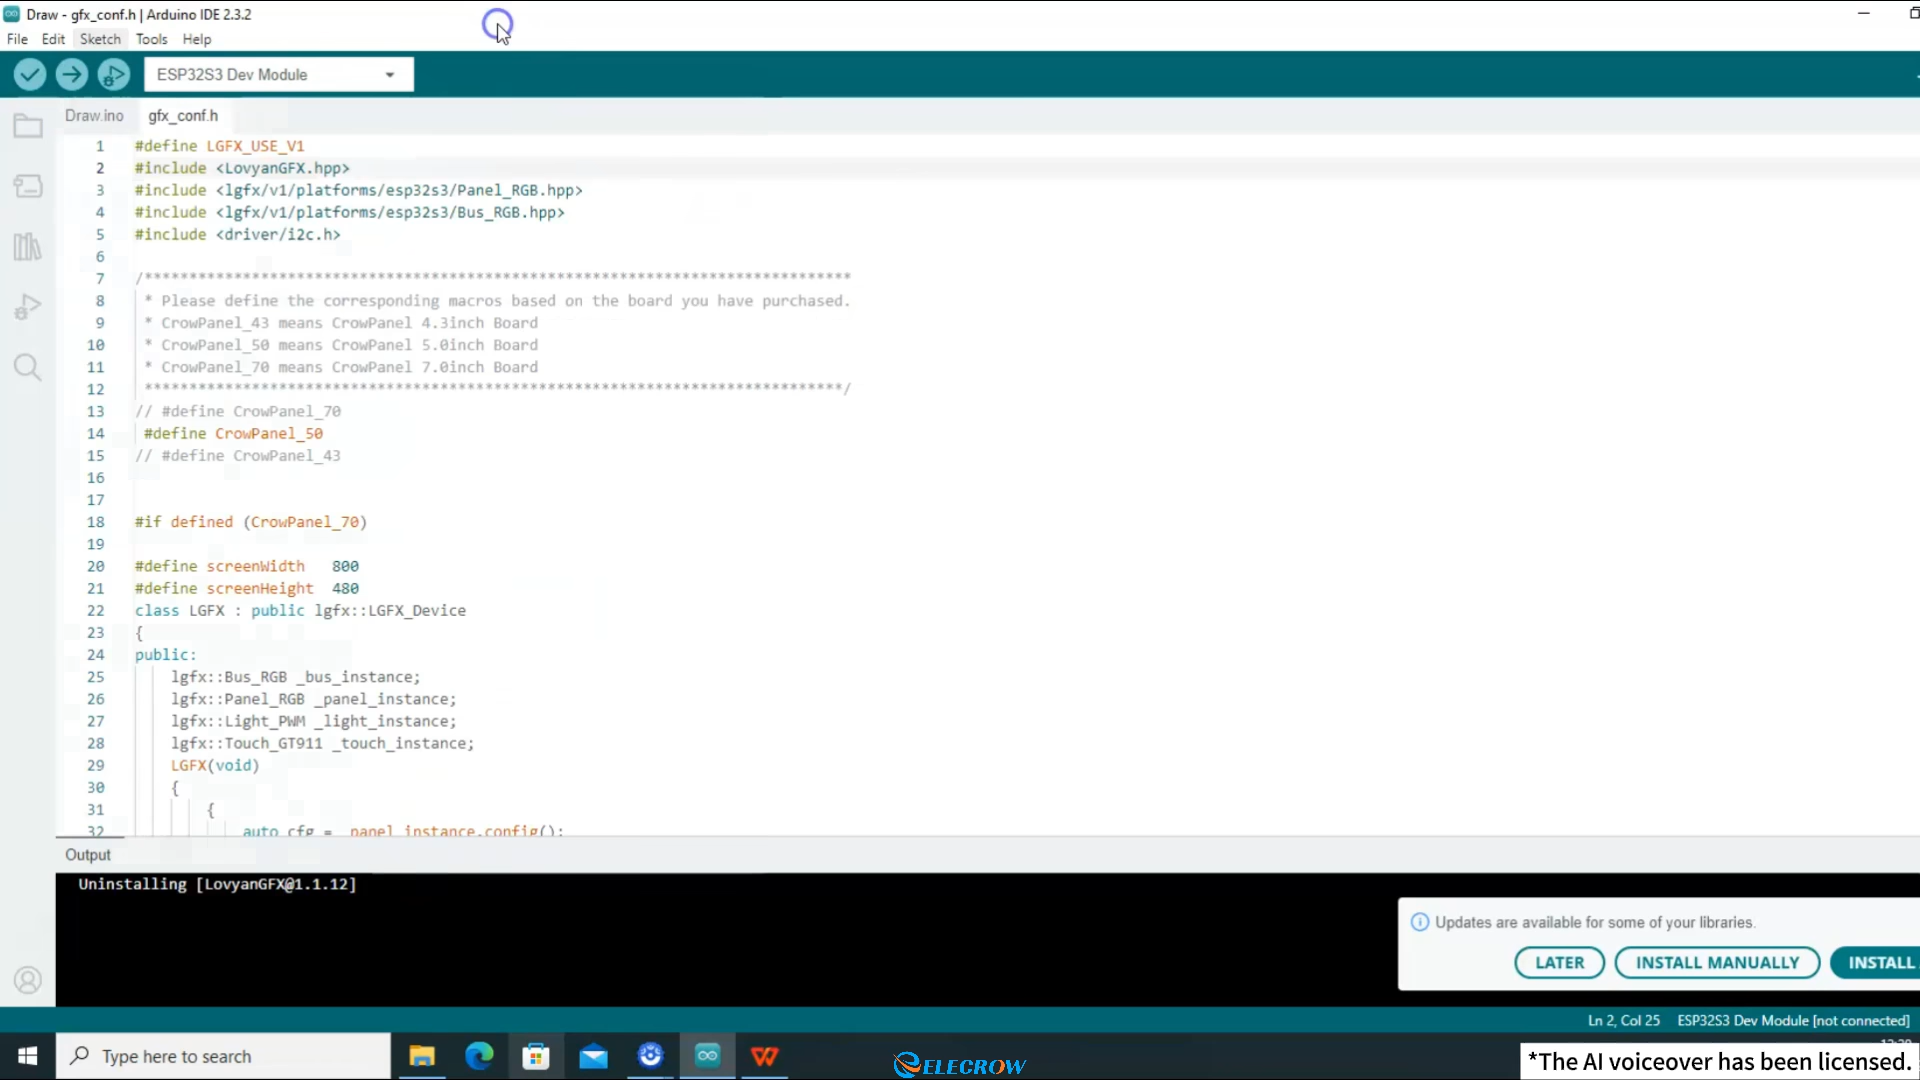 Draw - gfx_conf.h | Arduino IDE 2.3.2
File Edit Sketch Tools Help
ESP32S3 Dev Module
Draw.ino gfx_conf.h
1 #define LGFX_USE_V1
2 #include <LovyanGFX.hpp>
3 #include <lgfx/v1/platforms/esp32s3/Panel_RGB.hpp>
4 #include <lgfx/v1/platforms/esp32s3/Bus_RGB.hpp>
5 #include <driver/i2c.h>
6
7 /*******************************************************************************
8 * Please define the corresponding macros based on the board you have purchased.
9 * CrowPanel_43 means CrowPanel 4.3inch Board
10 * CrowPanel_50 means CrowPanel 5.0inch Board
11 * CrowPanel_70 means CrowPanel 7.0inch Board
12 ******************************************************************************/
13 // #define CrowPanel_70
14 #define CrowPanel_50
15 // #define CrowPanel_43
16
17
18 #if defined (CrowPanel_70)
19
20 #define screenWidth 800
21 #define screenHeight 480
22 class LGFX : public lgfx::LGFX_Device
23 {
24 public:
25 lgfx::Bus_RGB _bus_instance;
26 lgfx::Panel_RGB _panel_instance;
27 lgfx::Light_PWM _light_instance;
28 lgfx::Touch_GT911 _touch_instance;
29 LGFX(void)
30 {
31 {
32 auto cfg = _panel_instance.config();
Output
Uninstalling [LovyanGFX@1.1.12]
Updates are available for some of your libraries.
LATER INSTALL MANUALLY INSTALL
Ln 2, Col 25 ESP32S3 Dev Module [not connected]
Type here to search
ELECROW
*The AI voiceover has been licensed.